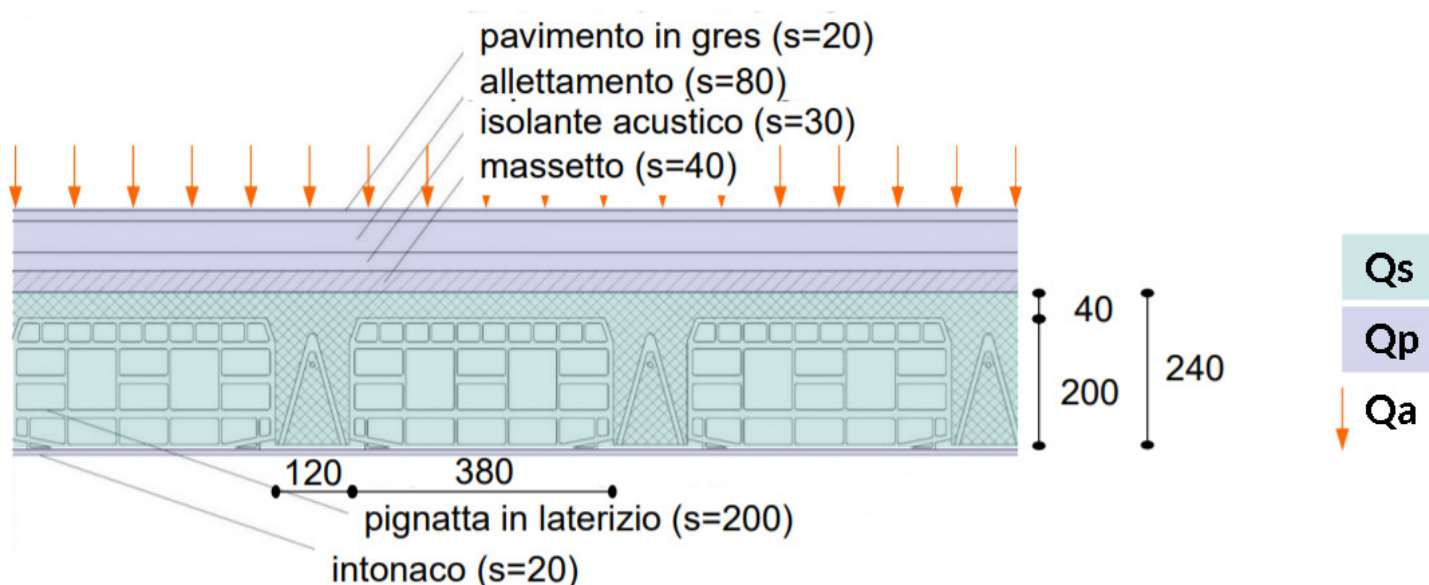 pavimento in gres (s=20)
allettamento (s=80)
isolante acustico (s=30)
massetto (s=40)
Qs
40
Qp
200
240
Qa
120
380
pignatta in laterizio (s=200)
intonaco (s=20)